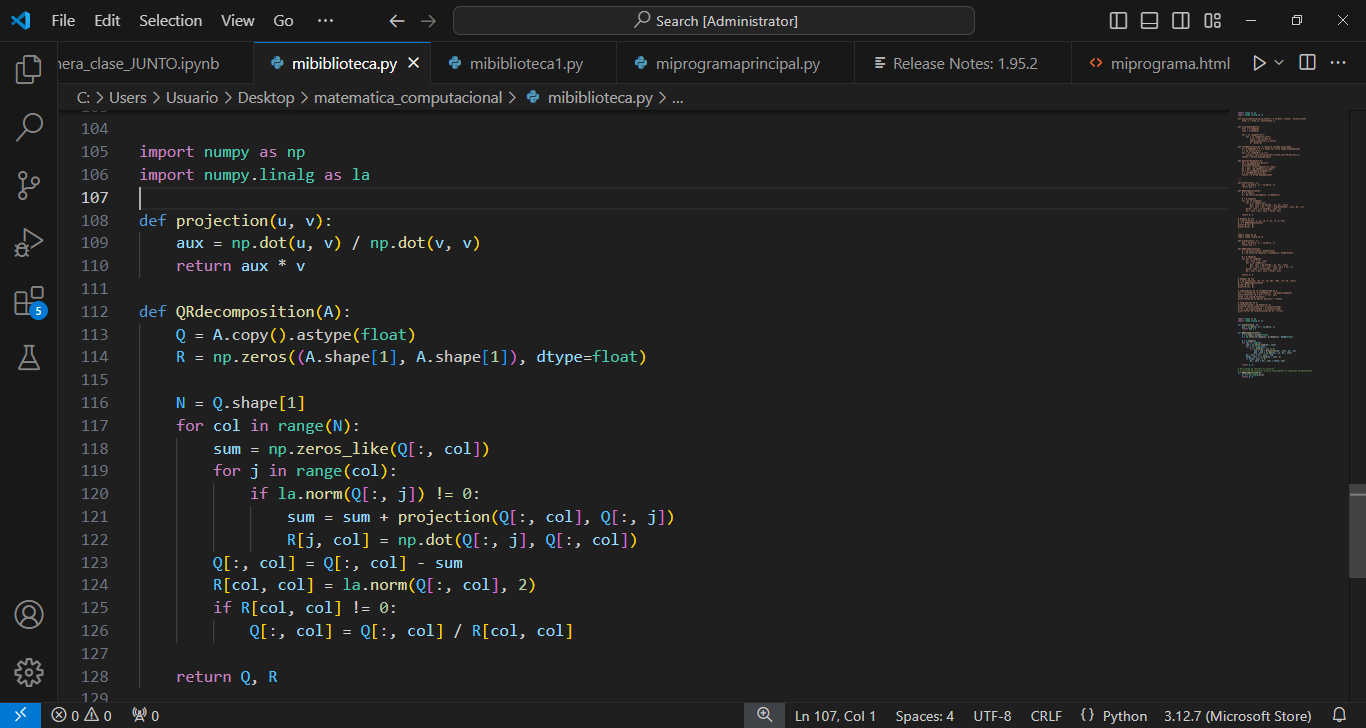 File Edit Selection View Go ··· Search [Administrator]
nera_clase_JUNTO.ipynb mibiblioteca.py mibiblioteca1.py miprogramaprincipal.py Release Notes: 1.95.2 miprograma.html
C: > Users > Usuario > Desktop > matematica_computacional > mibiblioteca.py > ...
104
105 import numpy as np
106 import numpy.linalg as la
107
108 def projection(u, v):
109     aux = np.dot(u, v) / np.dot(v, v)
110     return aux * v
111
112 def QRdecomposition(A):
113     Q = A.copy().astype(float)
114     R = np.zeros((A.shape[1], A.shape[1]), dtype=float)
115
116     N = Q.shape[1]
117     for col in range(N):
118         sum = np.zeros_like(Q[:, col])
119         for j in range(col):
120             if la.norm(Q[:, j]) != 0:
121                 sum = sum + projection(Q[:, col], Q[:, j])
122                 R[j, col] = np.dot(Q[:, j], Q[:, col])
123         Q[:, col] = Q[:, col] - sum
124         R[col, col] = la.norm(Q[:, col], 2)
125         if R[col, col] != 0:
126             Q[:, col] = Q[:, col] / R[col, col]
127
128     return Q, R
129
5
0 0 0 Ln 107, Col 1 Spaces: 4 UTF-8 CRLF {} Python 3.12.7 (Microsoft Store)